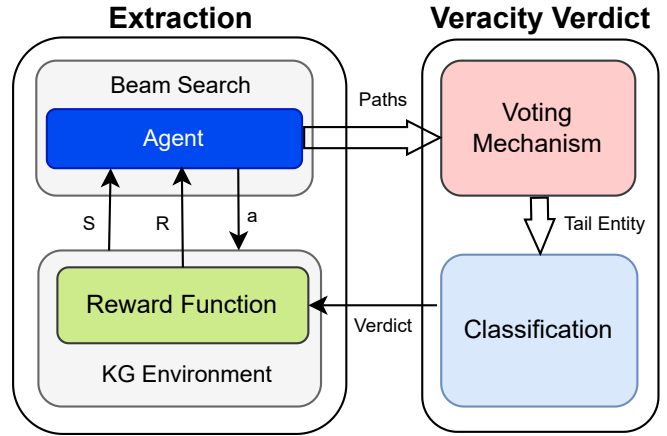 Extraction
Veracity Verdict
Beam Search
Agent
Paths
Voting
Mechanism
S
R
a
Tail Entity
Reward Function
Verdict
Classification
KG Environment